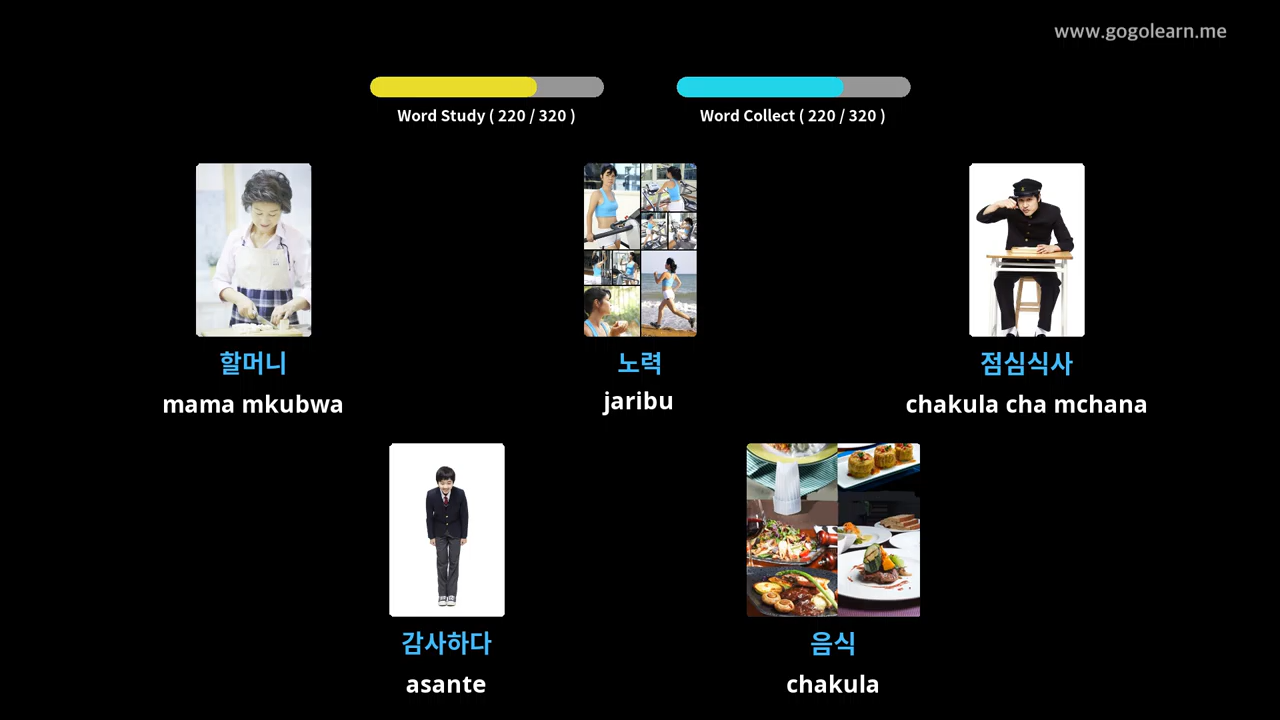 www.gogolearn.me
Word Study ( 220 / 320 )
Word Collect ( 220 / 320 )
할머니
mama mkubwa
노력
jaribu
점심식사
chakula cha mchana
감사하다
asante
음식
chakula